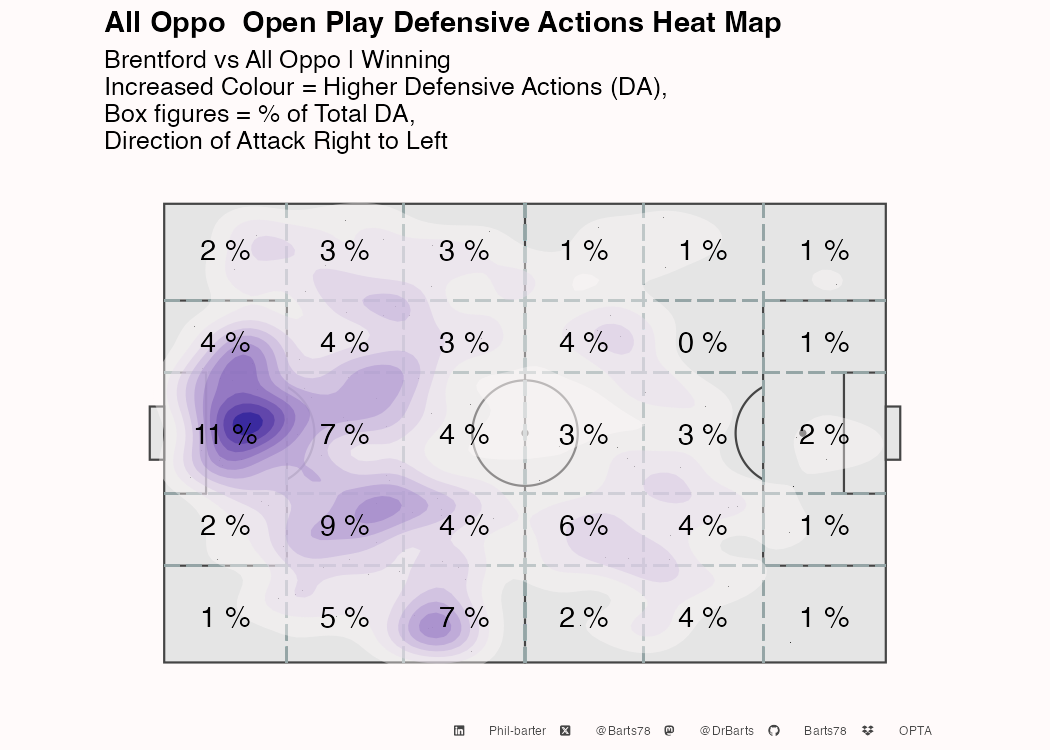 All Oppo  Open Play Defensive Actions Heat Map
Brentford vs All Oppo | Winning
Increased Colour = Higher Defensive Actions (DA),
Box figures = % of Total DA,
Direction of Attack Right to Left
2 % 3 % 3 % 1 % 1 % 1 %
4 % 4 % 3 % 4 % 0 % 1 %
11 % 7 % 4 % 3 % 3 % 2 %
2 % 9 % 4 % 6 % 4 % 1 %
1 % 5 % 7 % 2 % 4 % 1 %
Phil-barter @Barts78 @DrBarts Barts78 OPTA